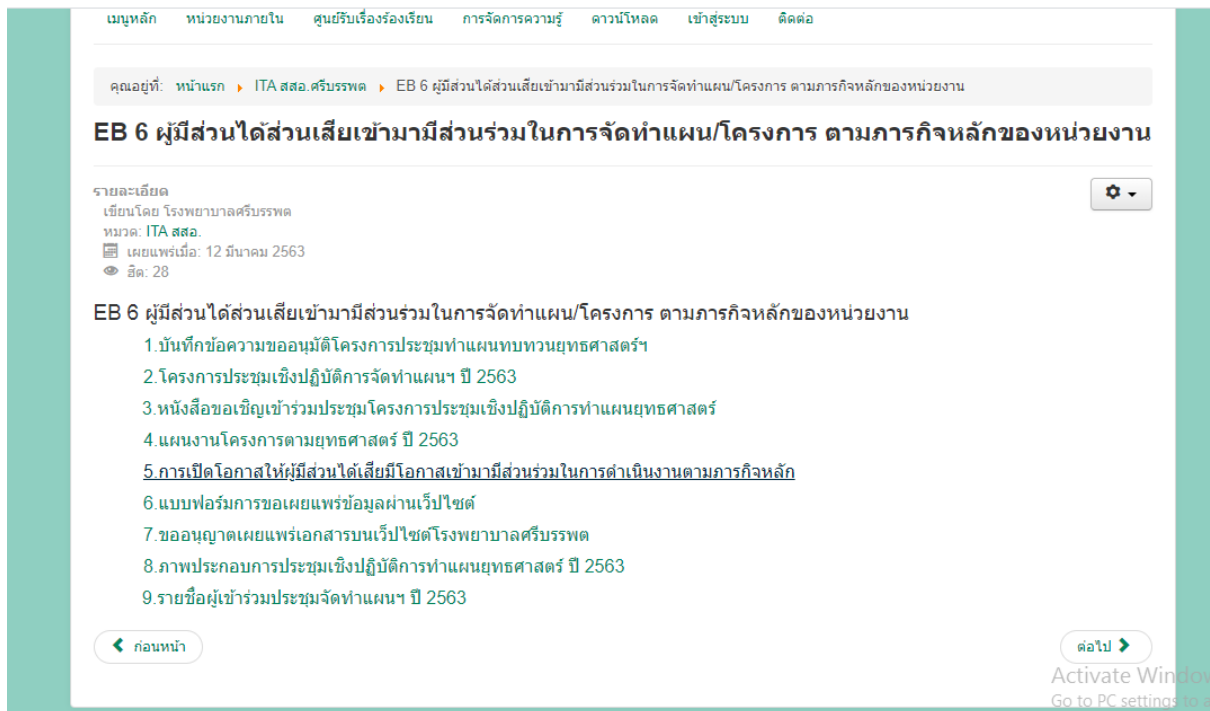 เมนูหลัก หน่วยงานภายใน ศูนย์รับเรื่องร้องเรียน การจัดการความรู้ ดาวน์โหลด เข้าสู่ระบบ ติดต่อ
คุณอยู่ที่: หน้าแรก ITA สสอ.ศรีบรรพต EB 6 ผู้มีส่วนได้ส่วนเสียเข้ามามีส่วนร่วมในการจัดทำแผน/โครงการ ตามภารกิจหลักของหน่วยงาน
EB 6 ผู้มีส่วนได้ส่วนเสียเข้ามามีส่วนร่วมในการจัดทำแผน/โครงการ ตามภารกิจหลักของหน่วยงาน
รายละเอียด
เขียนโดย โรงพยาบาลศรีบรรพต
หมวด: ITA สสอ.
เผยแพร่เมื่อ: 12 มีนาคม 2563
ฮิต: 28
EB 6 ผู้มีส่วนได้ส่วนเสียเข้ามามีส่วนร่วมในการจัดทำแผน/โครงการ ตามภารกิจหลักของหน่วยงาน
1.บันทึกข้อความขออนุมัติโครงการประชุมทำแผนทบทวนยุทธศาสตร์ฯ
2.โครงการประชุมเชิงปฏิบัติการจัดทำแผนฯ ปี 2563
3.หนังสือขอเชิญเข้าร่วมประชุมโครงการประชุมเชิงปฏิบัติการทำแผนยุทธศาสตร์
4.แผนงานโครงการตามยุทธศาสตร์ ปี 2563
5.การเปิดโอกาสให้ผู้มีส่วนได้เสียมีโอกาสเข้ามามีส่วนร่วมในการดำเนินงานตามภารกิจหลัก
6.แบบฟอร์มการขอเผยแพร่ข้อมูลผ่านเว็ปไซต์
7.ขออนุญาตเผยแพร่เอกสารบนเว็ปไซต์โรงพยาบาลศรีบรรพต
8.ภาพประกอบการประชุมเชิงปฏิบัติการทำแผนยุทธศาสตร์ ปี 2563
9.รายชื่อผู้เข้าร่วมประชุมจัดทำแผนฯ ปี 2563
ก่อนหน้า ต่อไป
Activate Window
Go to PC settings to a